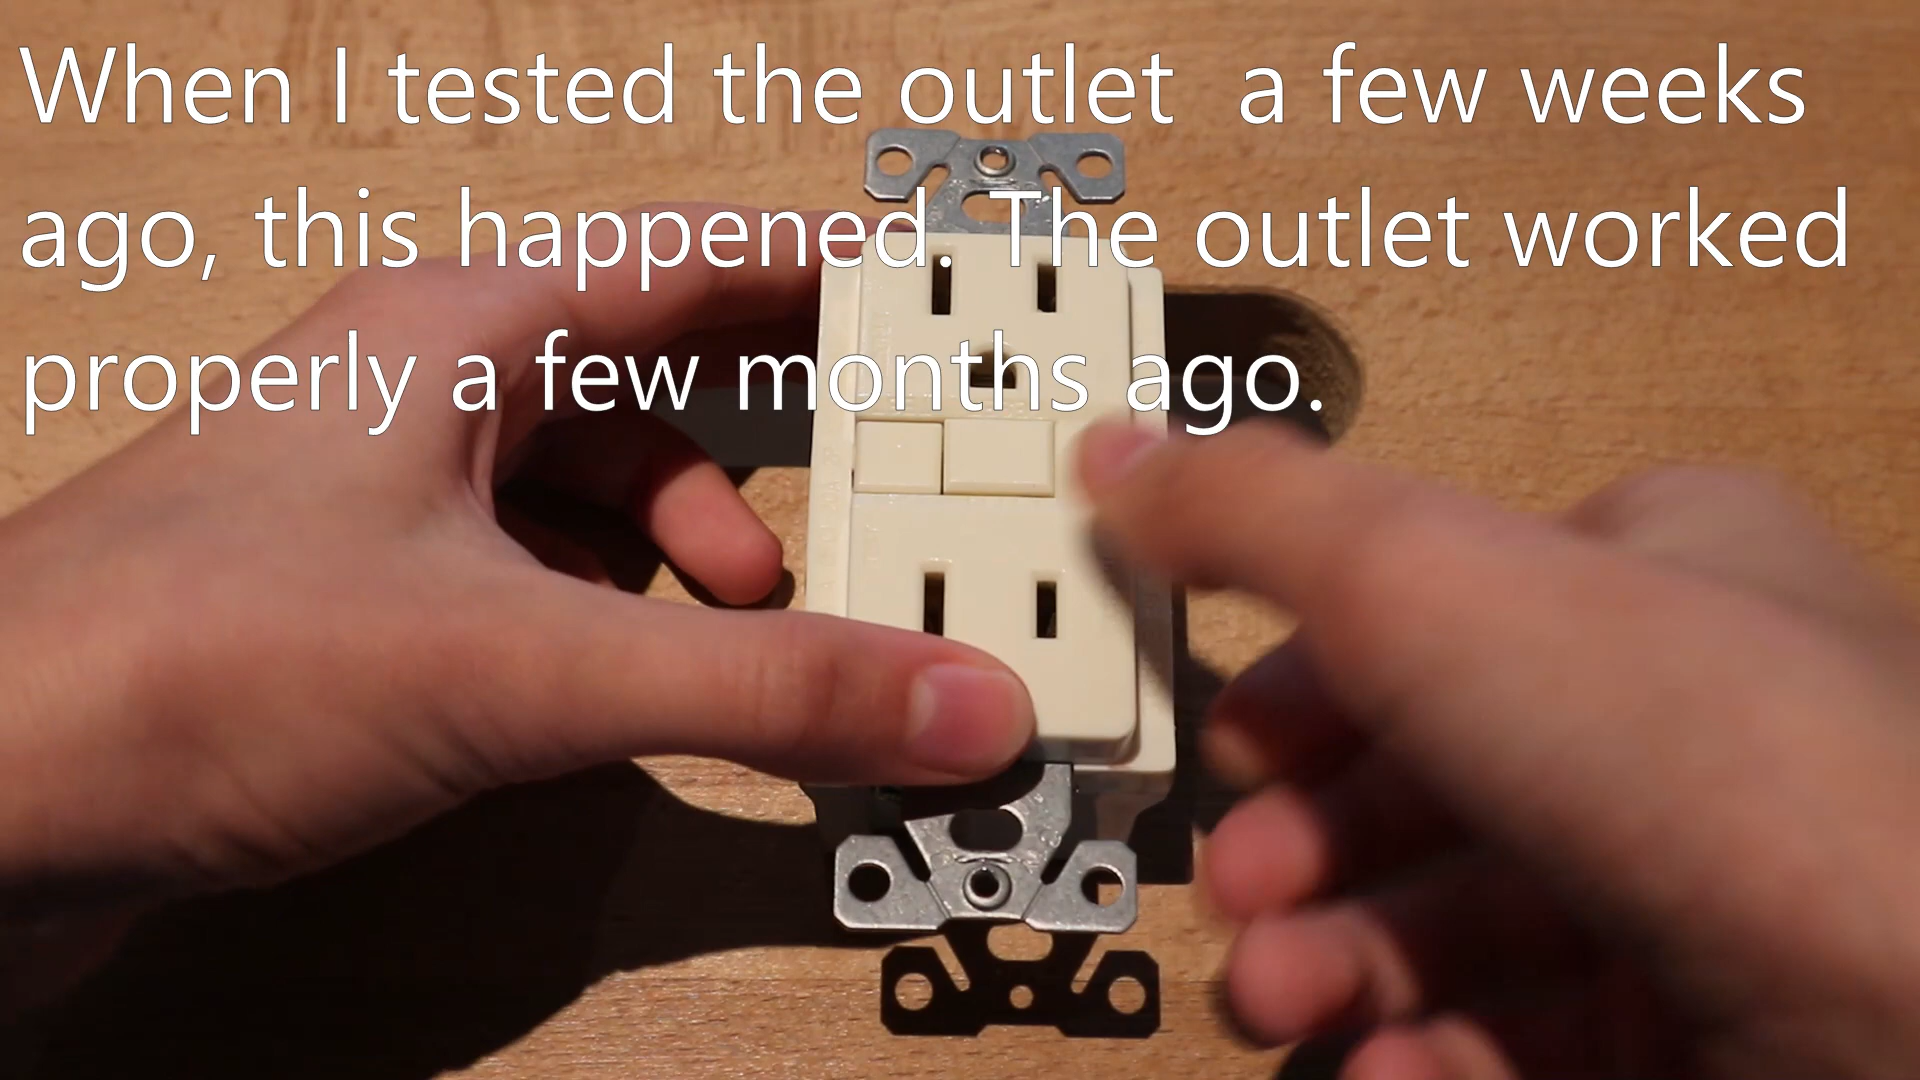 When I tested the outlet  a few weeks
ago, this happened. The outlet worked
properly a few months ago.